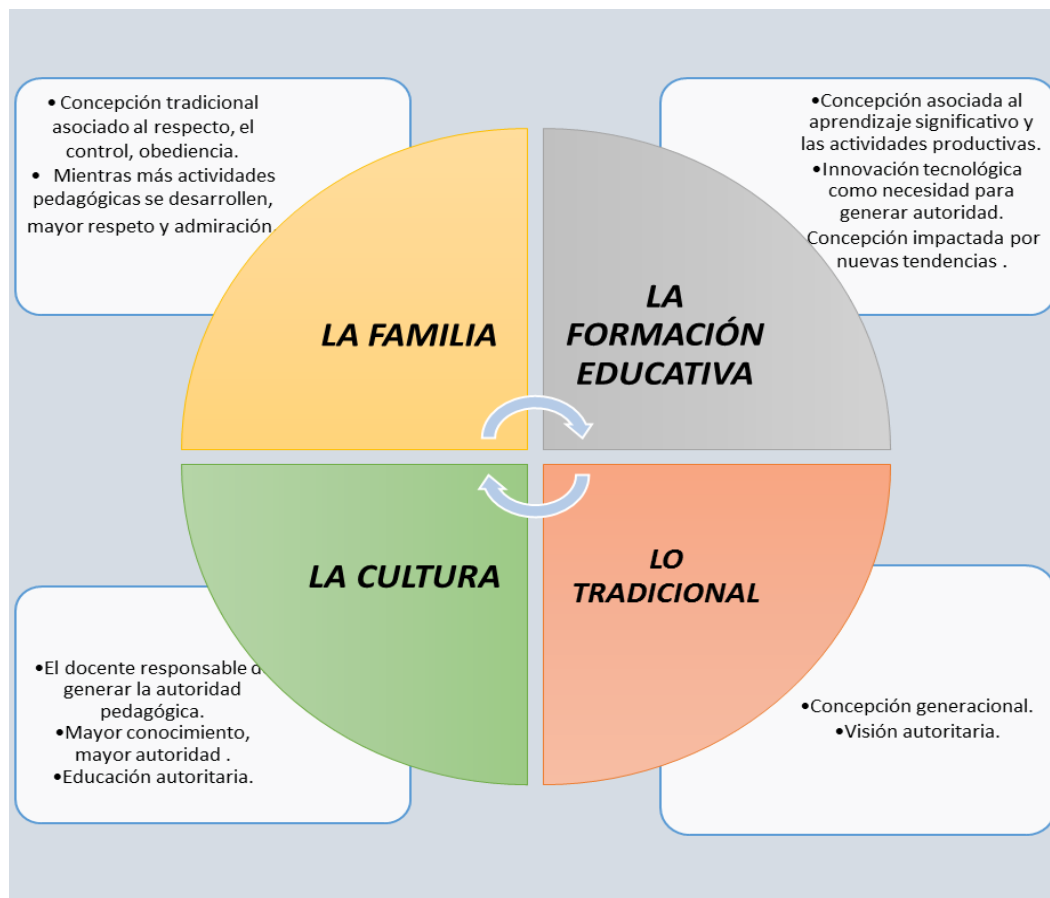 • Concepción tradicional
asociado al respecto, el
control, obediencia.
• Mientras más actividades
pedagógicas se desarrollen,
mayor respeto y admiración.
•Concepción asociada al
aprendizaje significativo y
las actividades productivas.
•Innovación tecnológica
como necesidad para
generar autoridad.
Concepción impactada por
nuevas tendencias .
LA FAMILIA
LA
FORMACIÓN
EDUCATIVA
LA CULTURA
LO
TRADICIONAL
•El docente responsable d
generar la autoridad
pedagógica.
•Mayor conocimiento,
mayor autoridad .
•Educación autoritaria.
•Concepción generacional.
•Visión autoritaria.